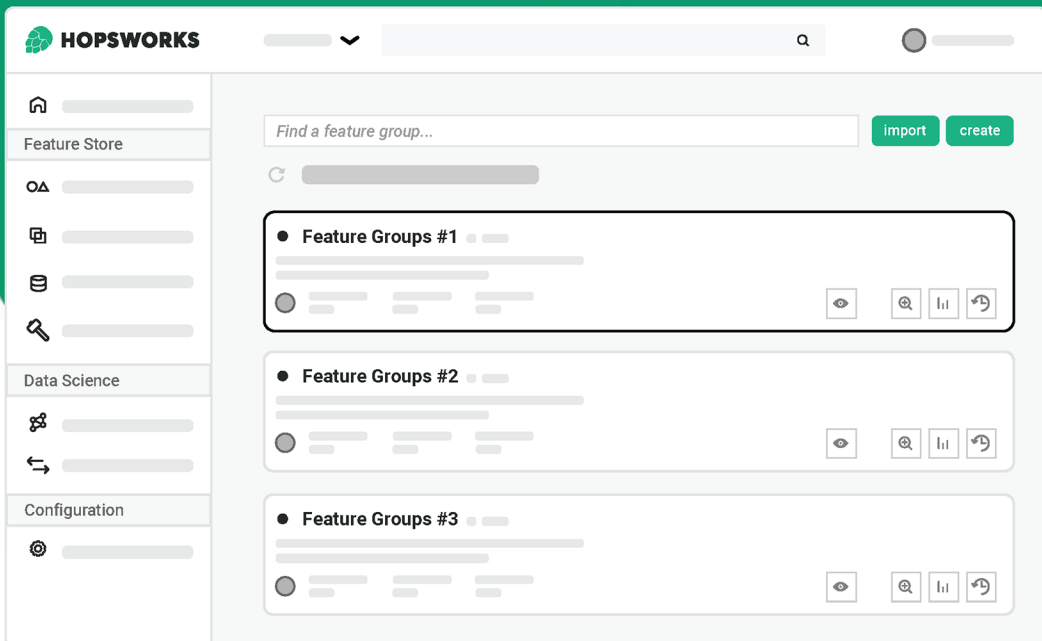 HOPSWORKS
Feature Store
Data Science
Configuration
Find a feature group...
import
create
Feature Groups #1
Feature Groups #2
Feature Groups #3